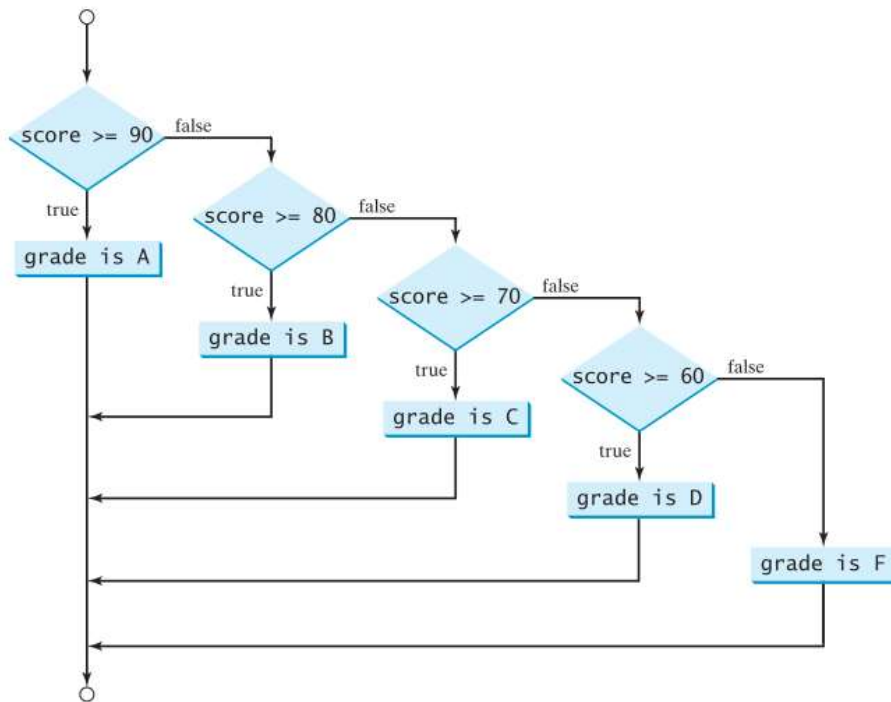 score >= 90
false
true
grade is A
score >= 80
false
true
grade is B
score >= 70
false
true
grade is C
score >= 60
false
true
grade is D
grade is F